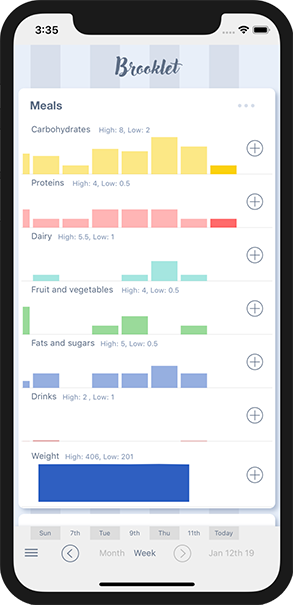 3:35
Brooklet
Meals
Carbohydrates High: 8, Low: 2
Proteins High: 4, Low: 0.5
Dairy High: 5.5, Low: 1
Fruit and vegetables High: 4, Low: 0.5
Fats and sugars High: 5, Low: 0.5
Drinks High: 2 , Low: 1
Weight High: 406, Low: 201
Sun 7th Tue 9th Thu 11th Today
Month Week Jan 12th 19